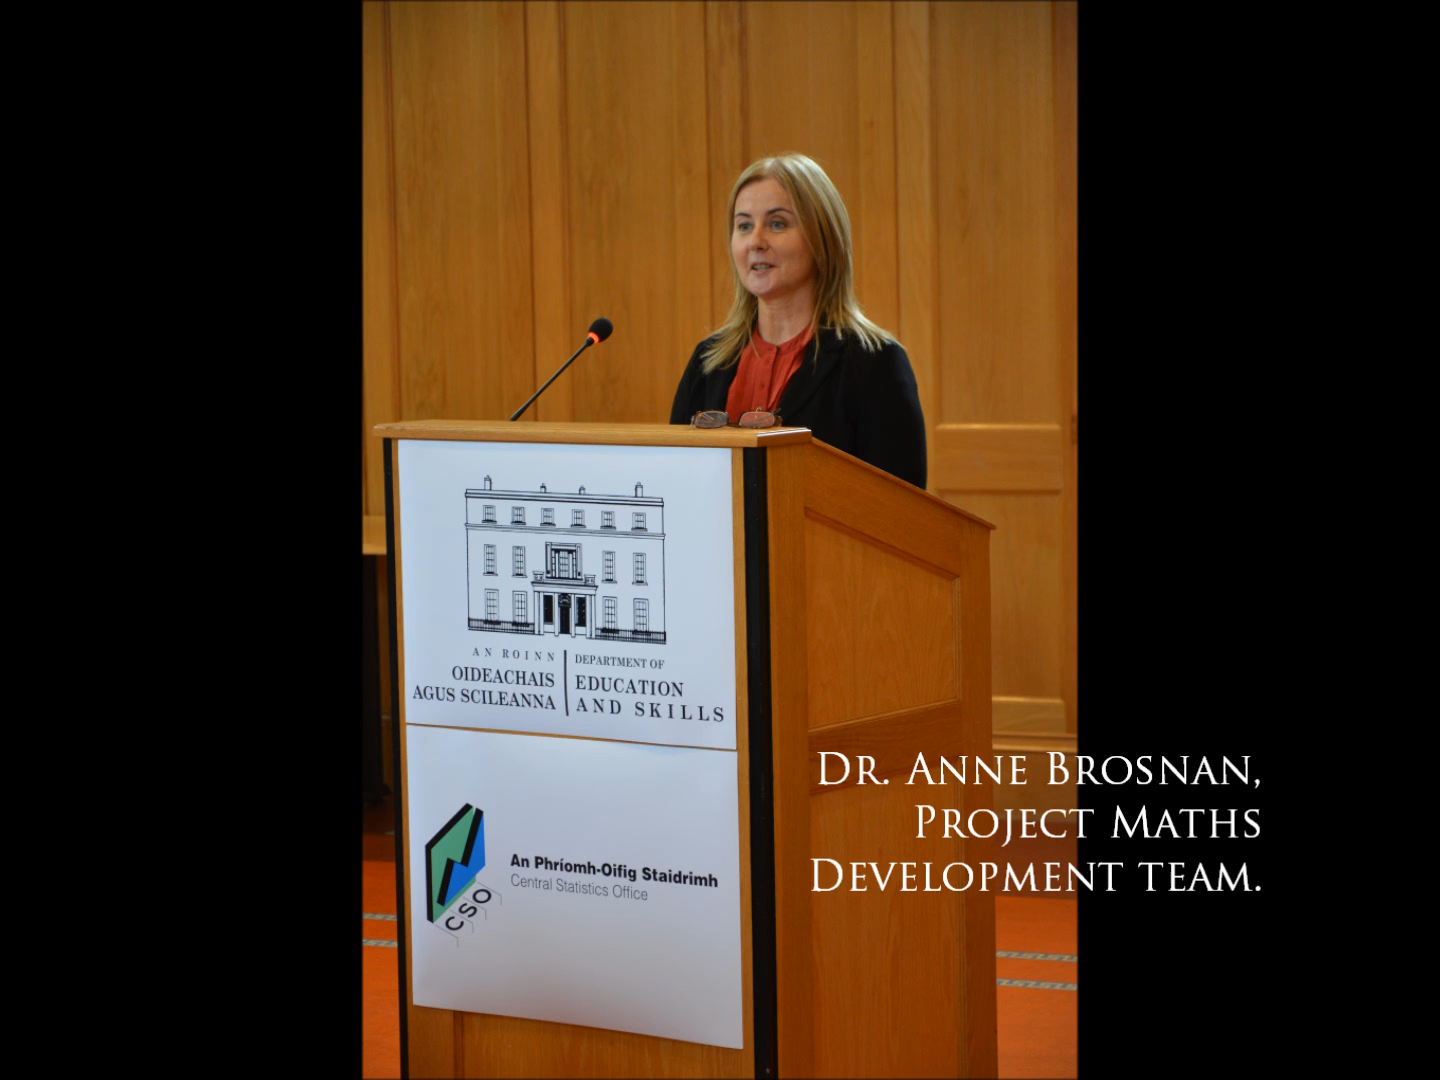 AN ROINN
OIDEACHAIS
AGUS SCILEANNA
DEPARTMENT OF
EDUCATION
AND SKILLS
DR. ANNE BROSNAN,
PROJECT MATHS
DEVELOPMENT TEAM.
An Phríomh-Oifig Staidrimh
Central Statistics Office
CSO